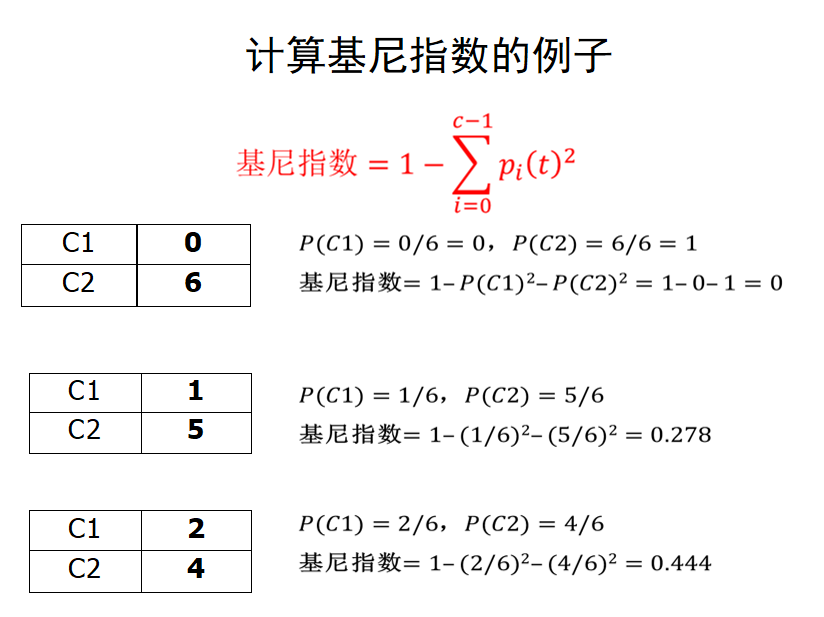 计算基尼指数的例子
基尼指数 = 1 − ∑_{i=0}^{c−1} p_i(t)^2
C1 0
C2 6
P(C1) = 0/6 = 0，P(C2) = 6/6 = 1
基尼指数= 1– P(C1)²– P(C2)² = 1– 0– 1 = 0
C1 1
C2 5
P(C1) = 1/6，P(C2) = 5/6
基尼指数= 1– (1/6)²– (5/6)² = 0.278
C1 2
C2 4
P(C1) = 2/6，P(C2) = 4/6
基尼指数= 1– (2/6)²– (4/6)² = 0.444